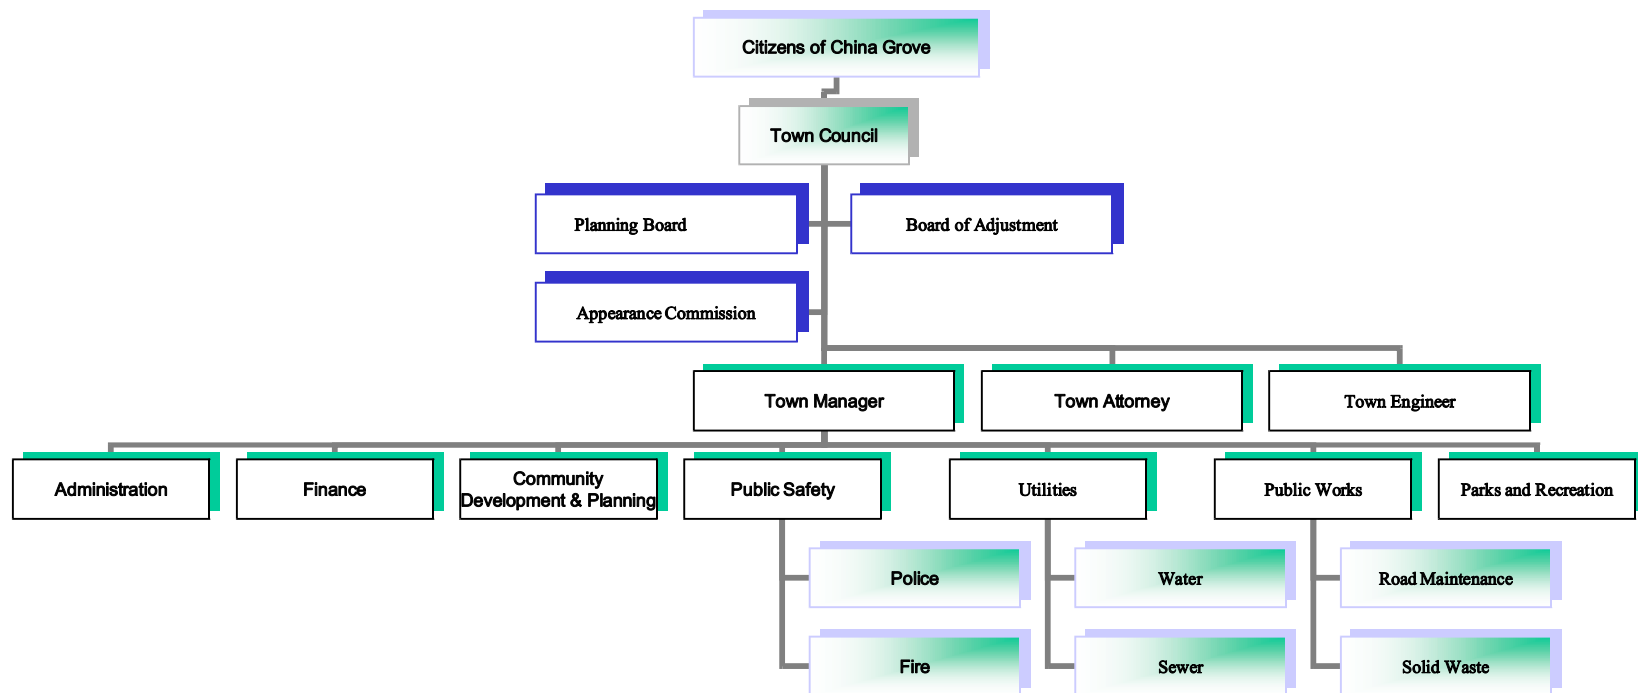 Citizens of China Grove
Town Council
Planning Board
Board of Adjustment
Appearance Commission
Town Manager
Town Attorney
Town Engineer
Administration
Finance
Community
Development & Planning
Public Safety
Utilities
Public Works
Parks and Recreation
Police
Water
Road Maintenance
Fire
Sewer
Solid Waste